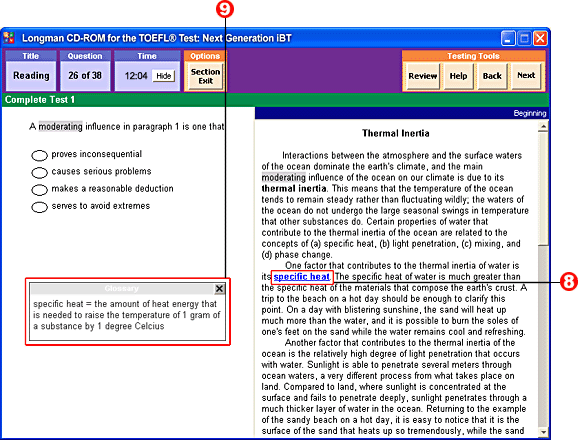 9
Longman CD-ROM for the TOEFL® Test: Next Generation iBT
Title
Question
Time
Options
Testing Tools
Reading
26 of 38
12:04
Hide
Section
Exit
Review
Help
Back
Next
Complete Test 1
Beginning
A moderating influence in paragraph 1 is one that
proves inconsequential
causes serious problems
makes a reasonable deduction
serves to avoid extremes
Glossary
specific heat = the amount of heat energy that
is needed to raise the temperature of 1 gram of
a substance by 1 degree Celcius
Thermal Inertia
Interactions between the atmosphere and the surface waters
of the ocean dominate the earth's climate, and the main
moderating influence of the ocean on our climate is due to its
thermal inertia. This means that the temperature of the ocean
tends to remain steady rather than fluctuating wildly; the waters of
the ocean do not undergo the large seasonal swings in temperature
that other substances do. Certain properties of water that
contribute to the thermal inertia of the ocean are related to the
concepts of (a) specific heat, (b) light penetration, (c) mixing, and
(d) phase change.
One factor that contributes to the thermal inertia of water is
its specific heat. The specific heat of water is much greater than
the specific heat of the materials that compose the earth's crust. A
trip to the beach on a hot day should be enough to clarify this
point. On a day with blistering sunshine, the sand will heat up
much more than the water, and it is possible to burn the soles of
one's feet on the sand while the water remains cool and refreshing.
Another factor that contributes to the thermal inertia of the
ocean is the relatively high degree of light penetration that occurs
with water. Sunlight is able to penetrate several meters through
ocean waters, a very different process from what takes place on
land. Compared to land, where sunlight is concentrated at the
surface and fails to penetrate deeply, sunlight penetrates through a
much thicker layer of water in the ocean. Returning to the example
of the sandy beach on a hot day, it is easy to notice that it is the
surface of the sand that heats up so tremendously, while the sand
8